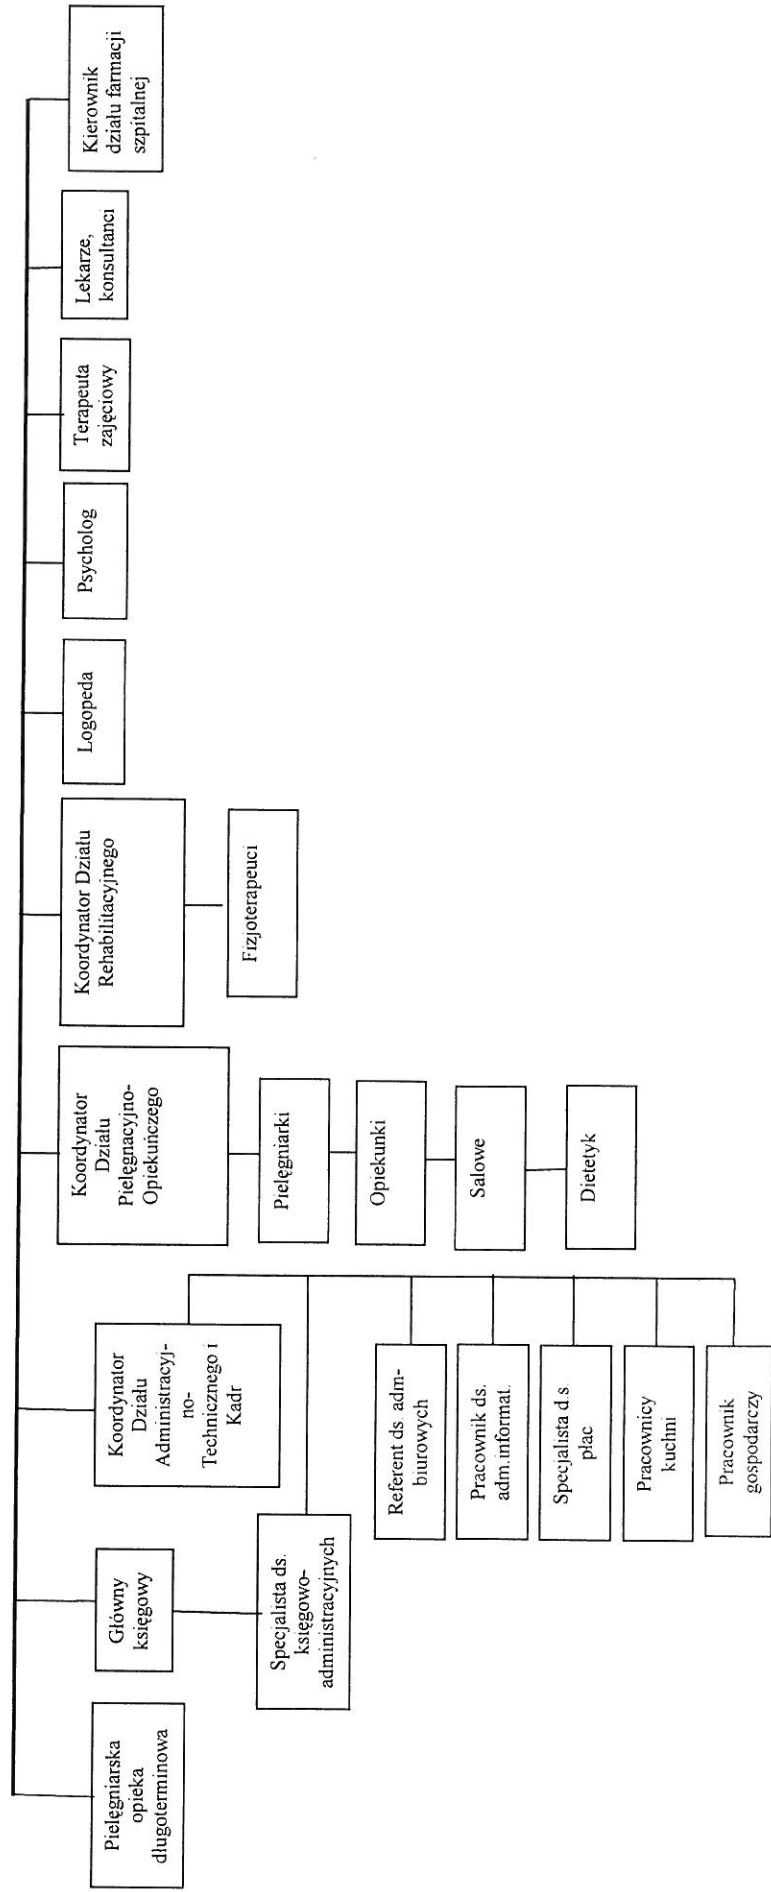 Pielęgniarska
opieka
długoterminowa
Główny
księgowy
Specjalista ds.
księgowo-
administracyjnych
Koordynator
Działu
Administracyj-
no-
Technicznego i
Kadr
Referent ds. adm-
biurowych
Pracownik ds.
adm.informat.
Specjalista d.s.
płac
Pracownicy
kuchni
Pracownik
gospodarczy
Koordynator
Działu
Pielęgnacyjno-
Opiekuńczego
Pielęgniarki
Opiekunki
Salowe
Dietetyk
Koordynator Działu
Rehabilitacyjnego
Fizjoterapeuci
Logopeda
Psycholog
Terapeuta
zajęciowy
Lekarze,
konsultanci
Kierownik
działu farmacji
szpitalnej